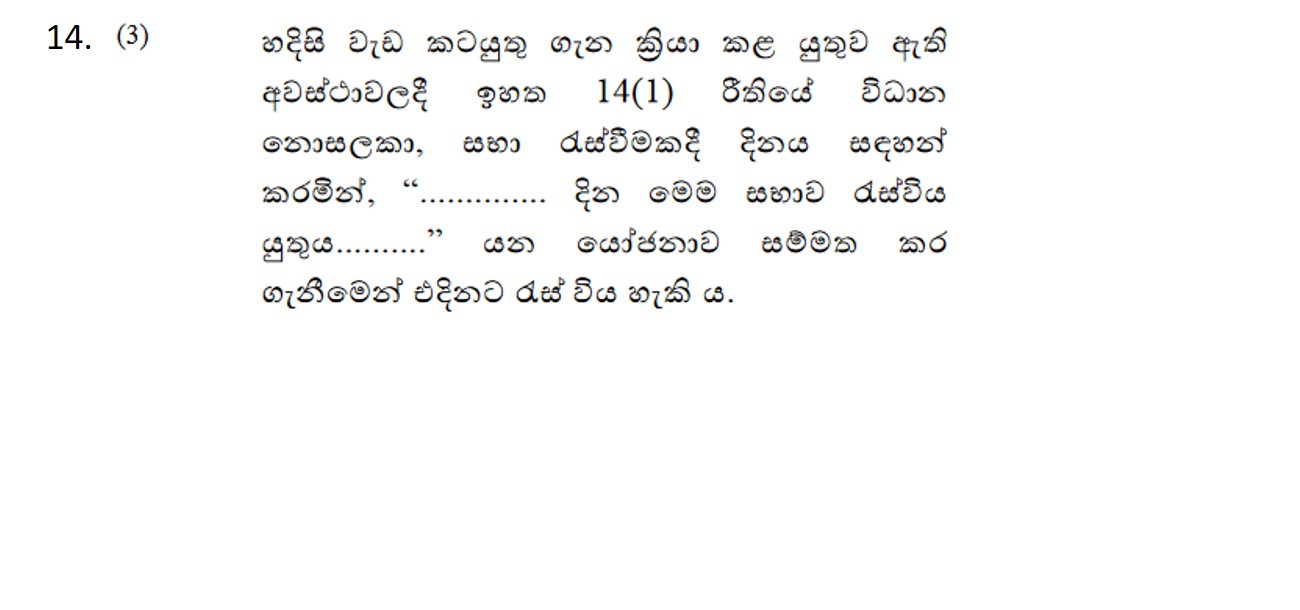 14. (3) හදිසි වැඩ කටයුතු ගැන ක්‍රියා කළ යුතුව ඇති
අවස්ථාවලදී ඉහත 14(1) රීතියේ විධාන
නොසලකා, සභා රැස්වීමකදී දිනය සඳහන්
කරමින්, “.............. දින මෙම සභාව රැස්විය
යුතුය..........” යන යෝජනාව සම්මත කර
ගැනීමෙන් එදිනට රැස් විය හැකි ය.